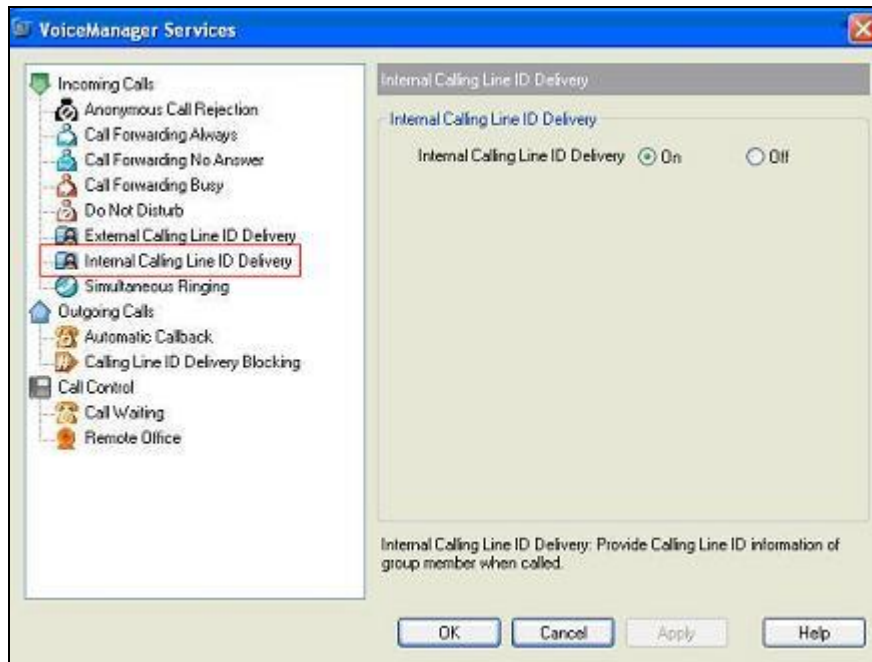 VoiceManager Services
Incoming Calls
Anonymous Call Rejection
Call Forwarding Always
Call Forwarding No Answer
Call Forwarding Busy
Do Not Disturb
External Calling Line ID Delivery
Internal Calling Line ID Delivery
Simultaneous Ringing
Outgoing Calls
Automatic Callback
Calling Line ID Delivery Blocking
Call Control
Call Waiting
Remote Office
Internal Calling Line ID Delivery
Internal Calling Line ID Delivery
Internal Calling Line ID Delivery On Off
Internal Calling Line ID Delivery: Provide Calling Line ID information of
group member when called.
OK Cancel Apply Help